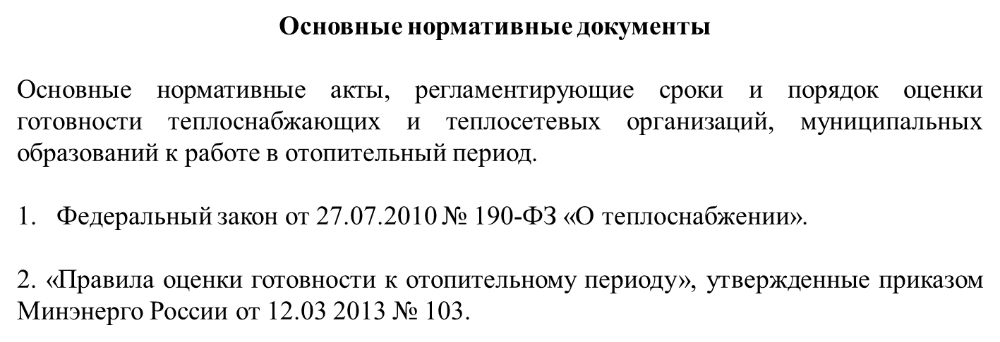 Основные нормативные документы
Основные нормативные акты, регламентирующие сроки и порядок оценки
готовности теплоснабжающих и теплосетевых организаций, муниципальных
образований к работе в отопительный период.
1. Федеральный закон от 27.07.2010 № 190-ФЗ «О теплоснабжении».
2. «Правила оценки готовности к отопительному периоду», утвержденные приказом
Минэнерго России от 12.03 2013 № 103.